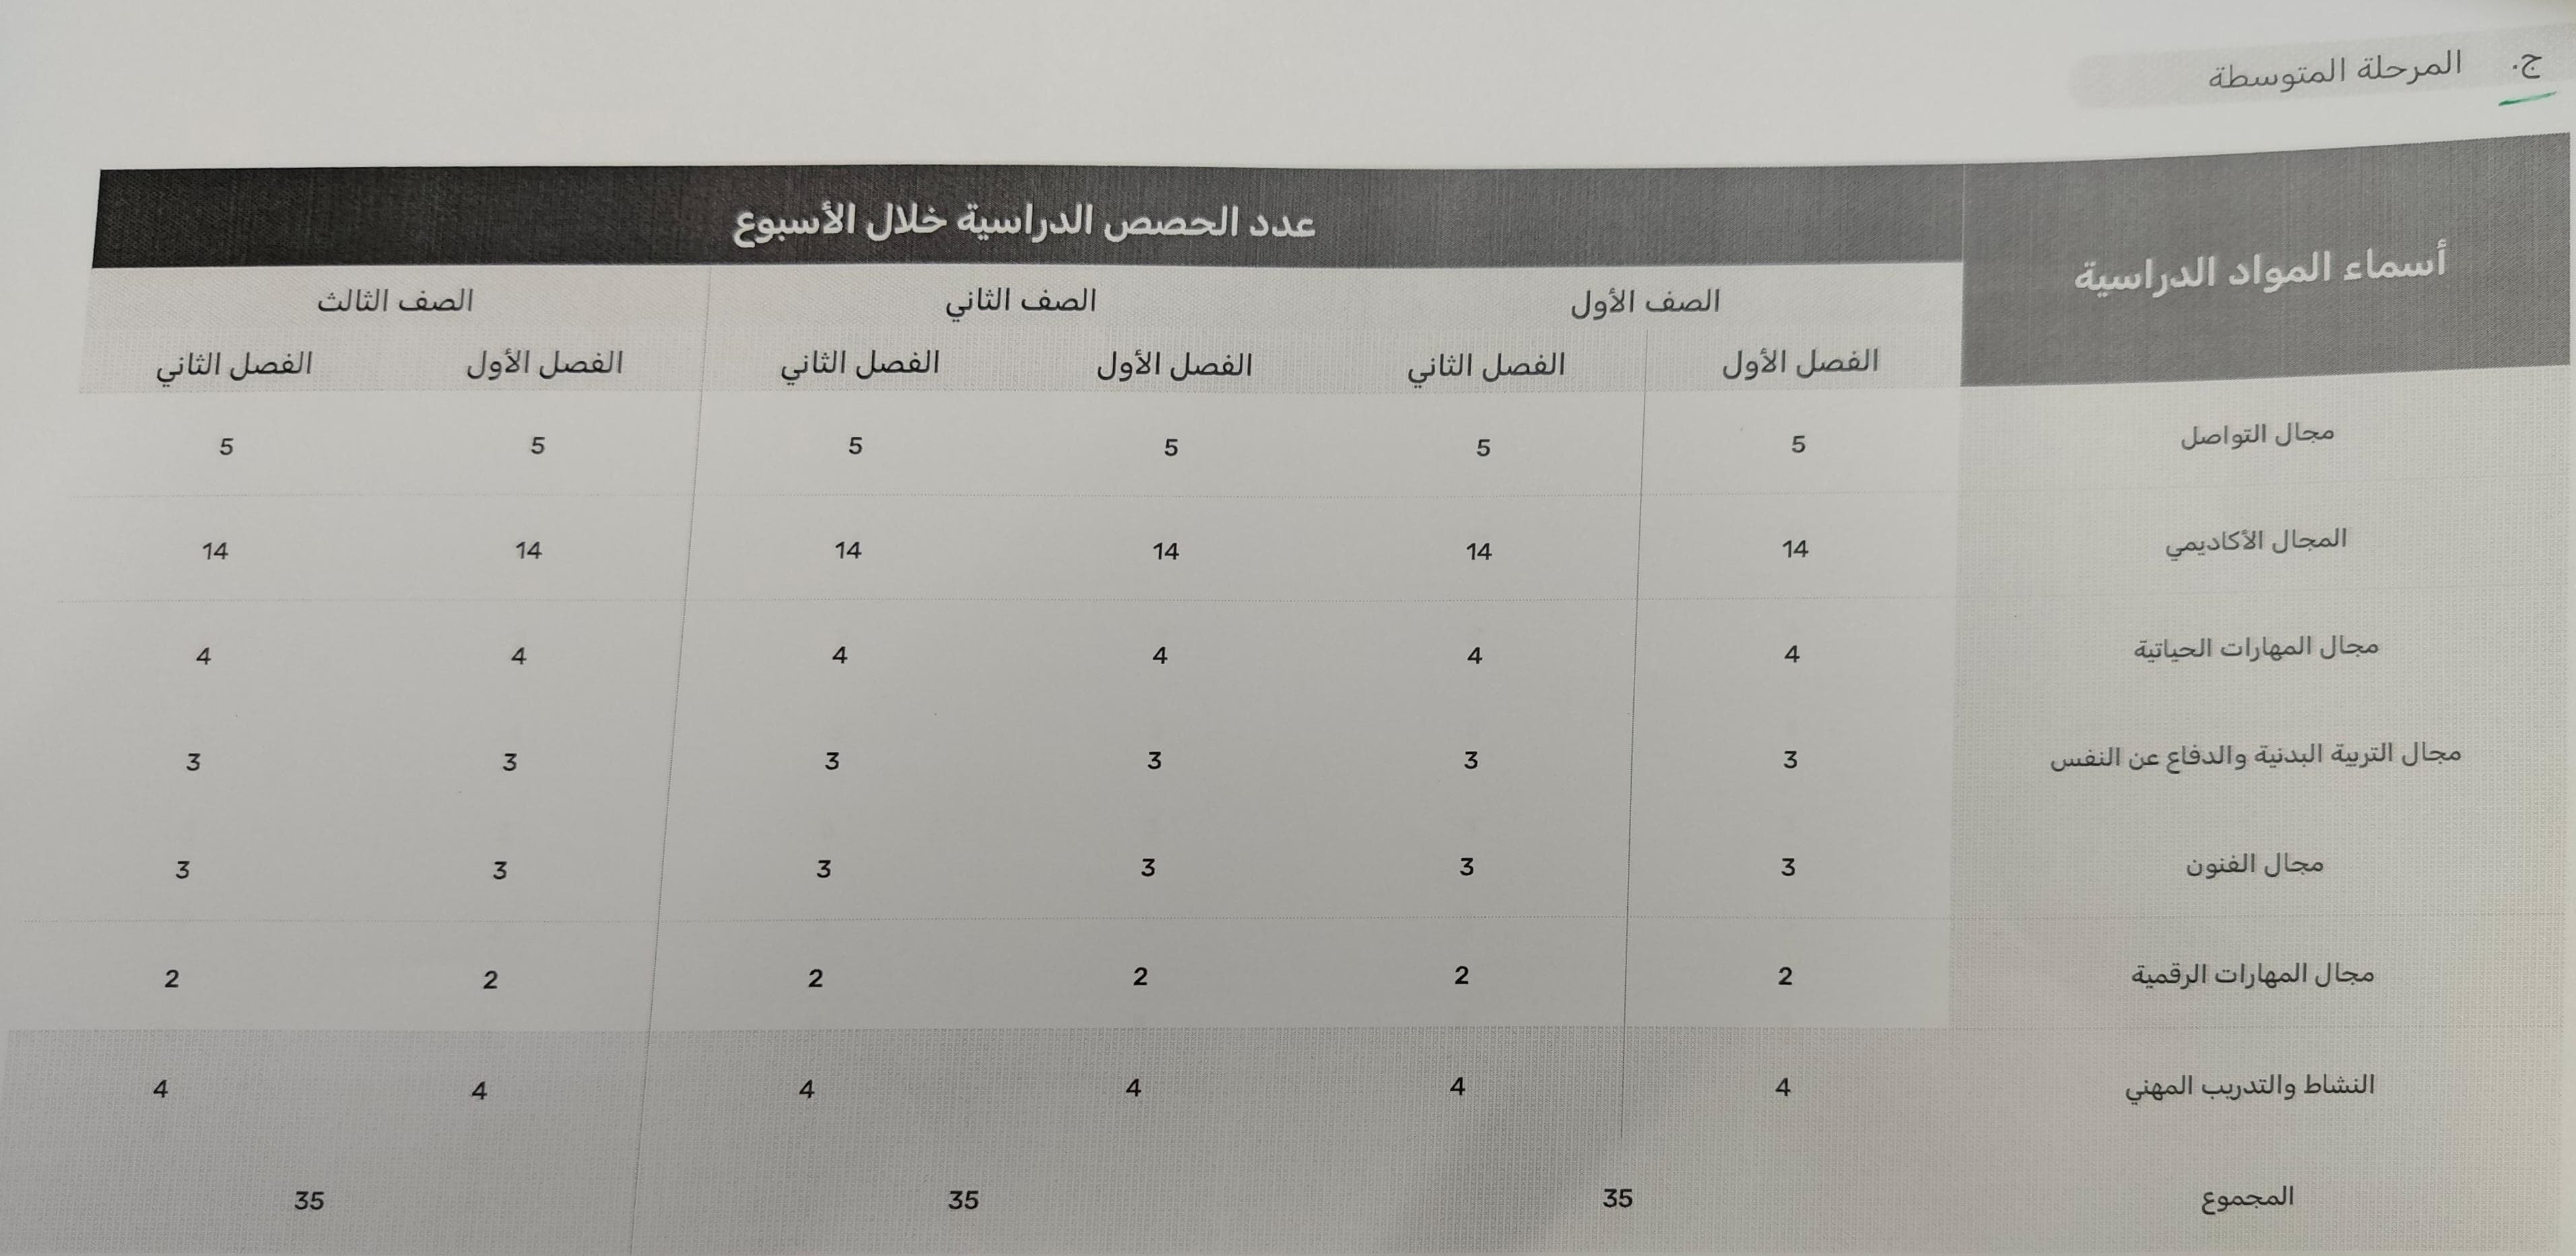 ج. المرحلة المتوسطة
أسماء المواد الدراسية عدد الحصص الدراسية خلال الأسبوع
الصف الأول الصف الثاني الصف الثالث
الفصل الأول الفصل الثاني الفصل الأول الفصل الثاني الفصل الأول الفصل الثاني
مجال التواصل 5 5 5 5 5 5
المجال الأكاديمي 14 14 14 14 14 14
مجال المهارات الحياتية 4 4 4 4 4 4
مجال التربية البدنية والدفاع عن النفس 3 3 3 3 3 3
مجال الفنون 3 3 3 3 3 3
مجال المهارات الرقمية 2 2 2 2 2 2
النشاط والتدريب المهني 4 4 4 4 4 4
المجموع 35 35 35